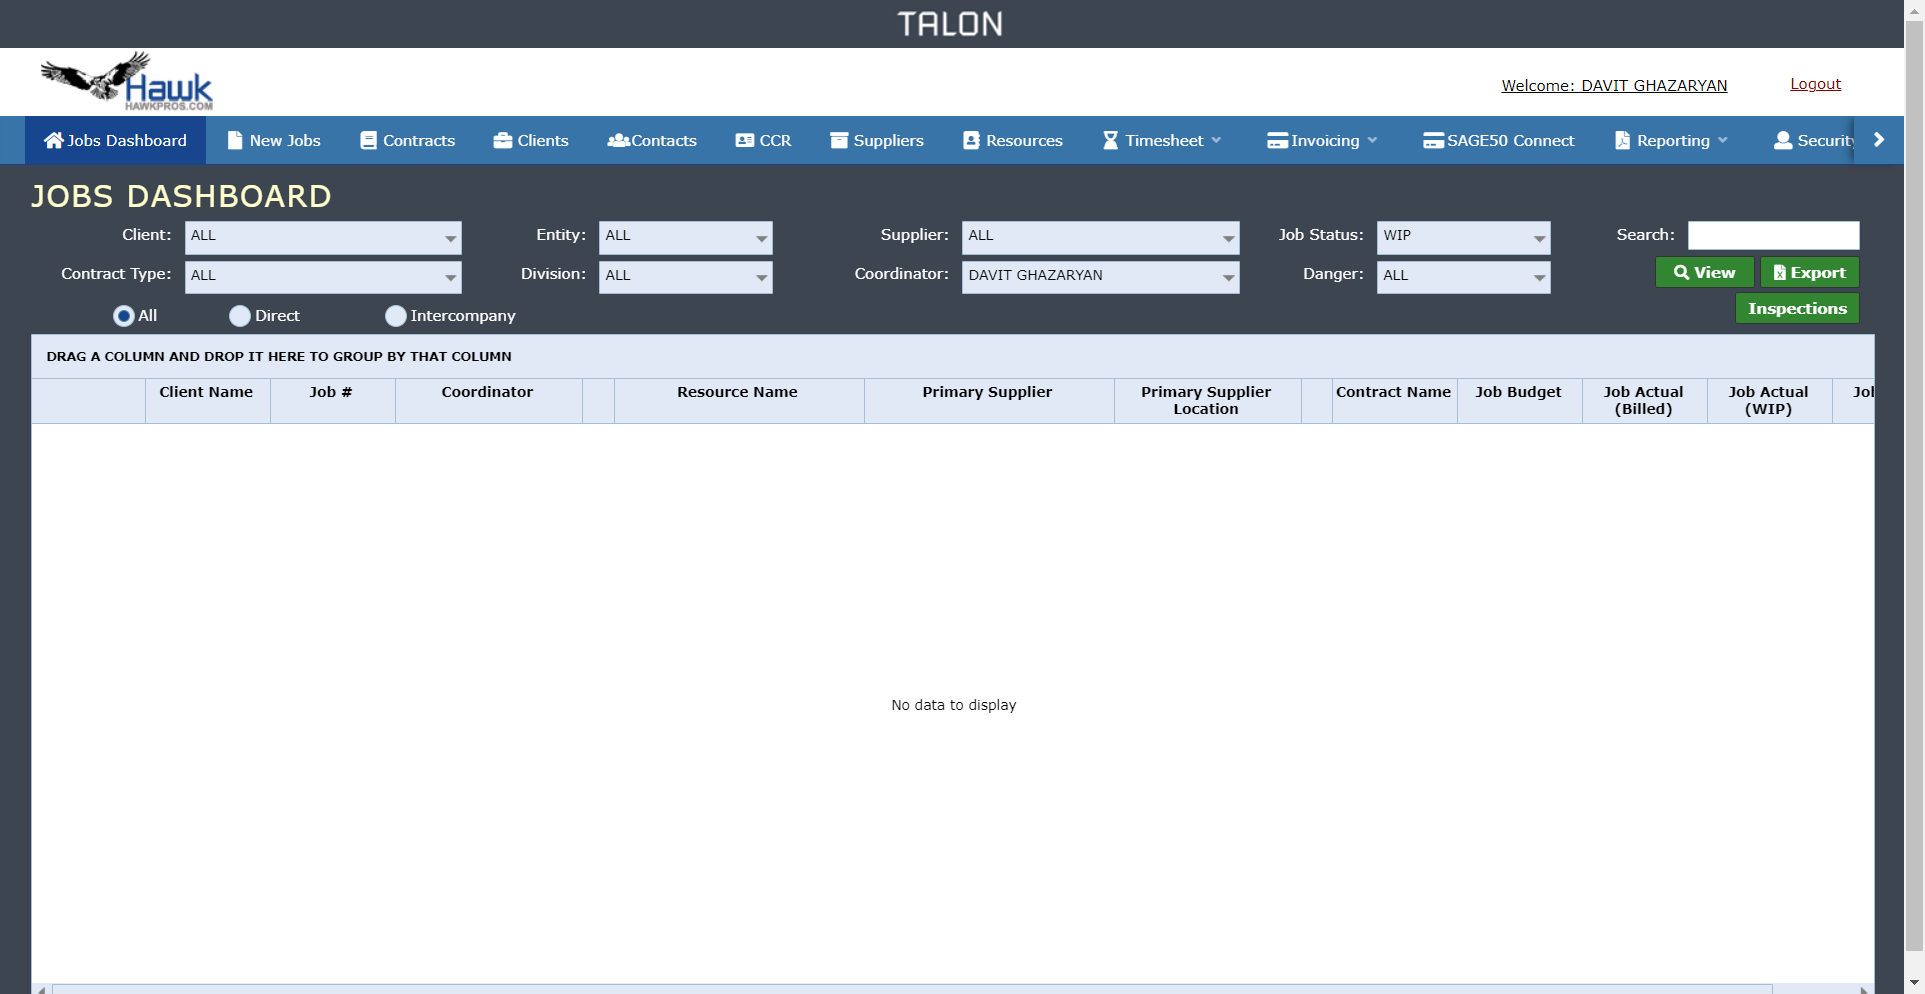 TALON
Hawk
HAWKPROS.COM
Welcome: DAVIT GHAZARYAN
Logout
Jobs Dashboard
New Jobs
Contracts
Clients
Contacts
CCR
Suppliers
Resources
Timesheet
Invoicing
SAGE50 Connect
Reporting
Security
JOBS DASHBOARD
Client: ALL
Entity: ALL
Supplier: ALL
Job Status: WIP
Search:
Contract Type: ALL
Division: ALL
Coordinator: DAVIT GHAZARYAN
Danger: ALL
View
Export
All
Direct
Intercompany
Inspections
DRAG A COLUMN AND DROP IT HERE TO GROUP BY THAT COLUMN
Client Name
Job #
Coordinator
Resource Name
Primary Supplier
Primary Supplier
Location
Contract Name
Job Budget
Job Actual
(Billed)
Job Actual
(WIP)
No data to display